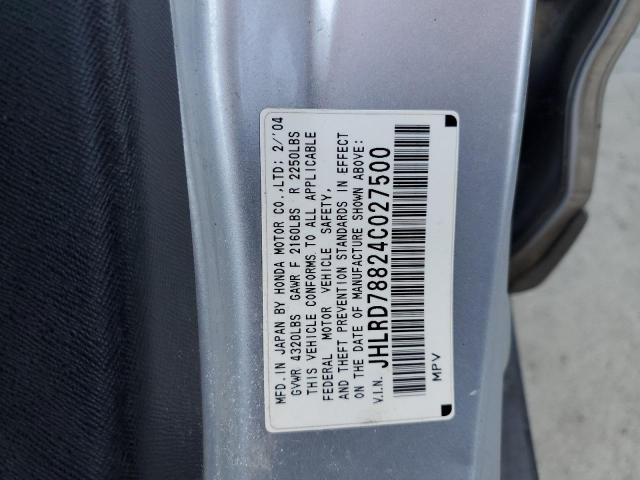 MFD. IN JAPAN BY HONDA MOTOR CO.,LTD: 2/'04
GVWR 4320LBS GAWR F 2160LBS R 2250LBS
THIS VEHICLE CONFORMS TO ALL APPLICABLE
FEDERAL MOTOR VEHICLE SAFETY,
AND THEFT PREVENTION STANDARDS IN EFFECT
ON THE DATE OF MANUFACTURE SHOWN ABOVE:
V.I.N. JHLRD78824C027500
MPV